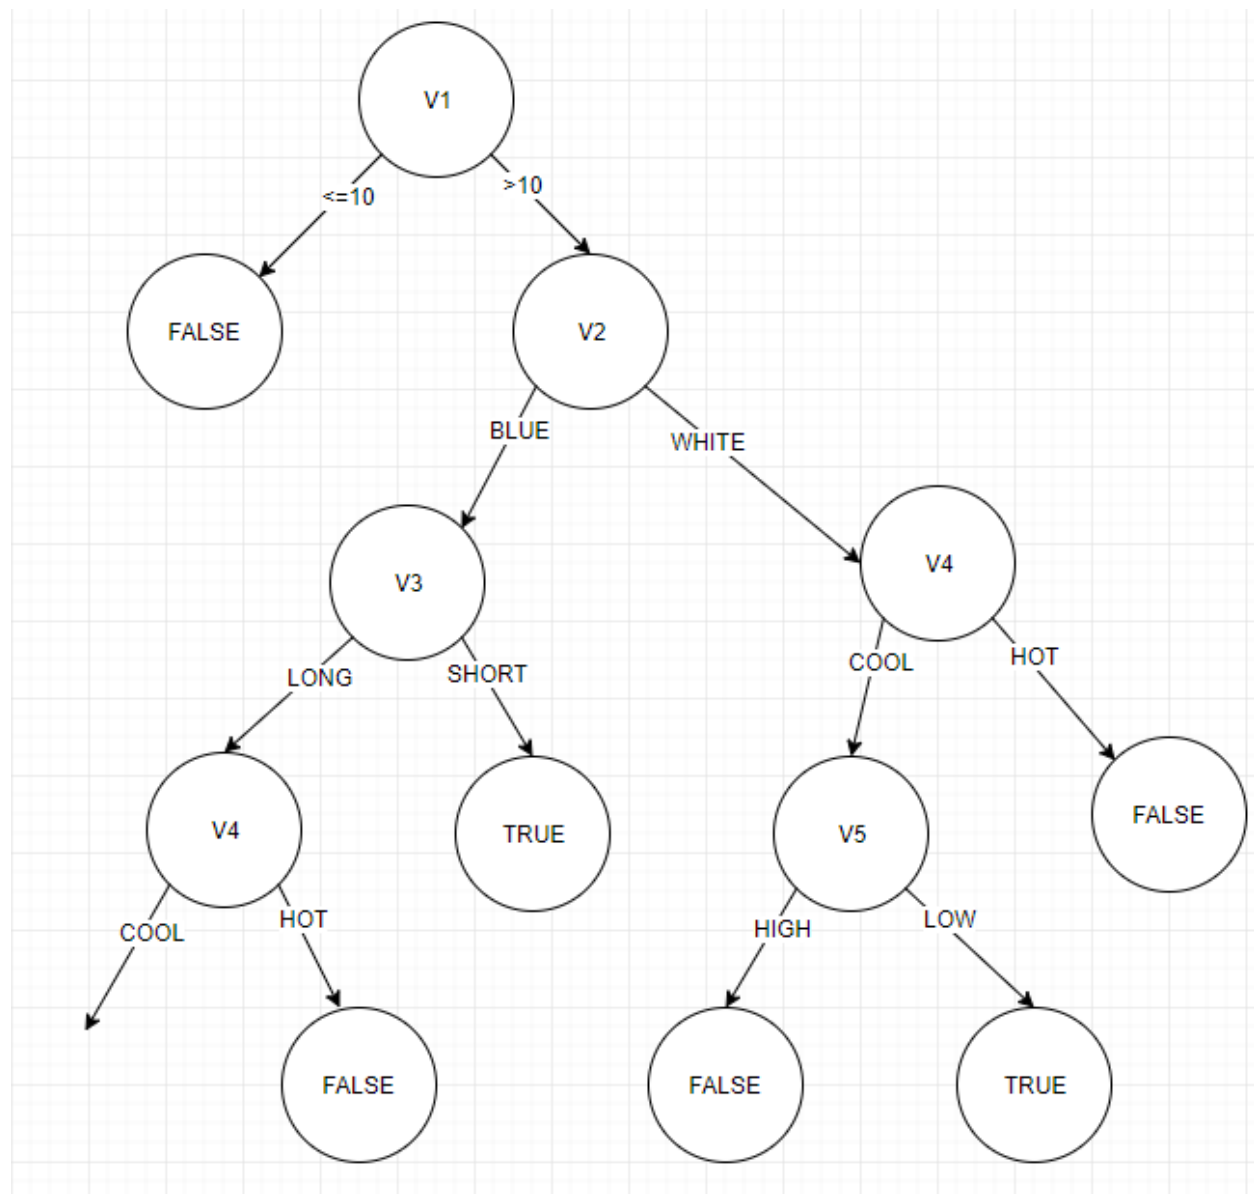 V1
<=10
>10
FALSE
V2
BLUE
WHITE
V3
V4
LONG
SHORT
COOL
HOT
V4
TRUE
V5
FALSE
COOL
HOT
HIGH
LOW
FALSE
FALSE
TRUE